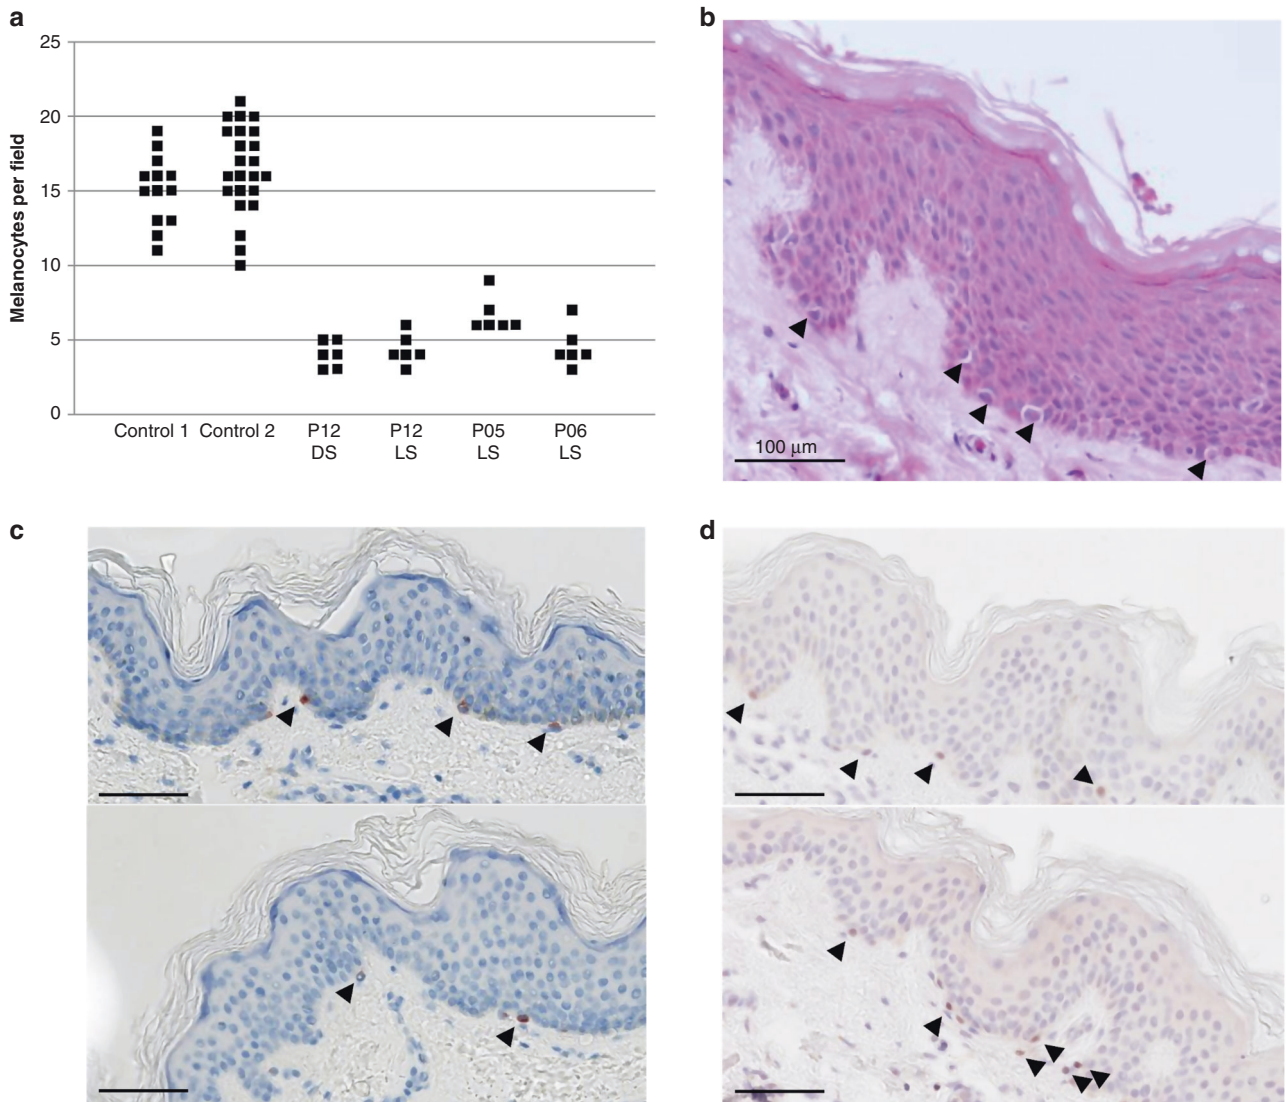 a
25
20
15
10
5
0
Melanocytes per field
Control 1 Control 2 P12 P12 P05 P06
DS LS LS LS
b
100 µm
c
d